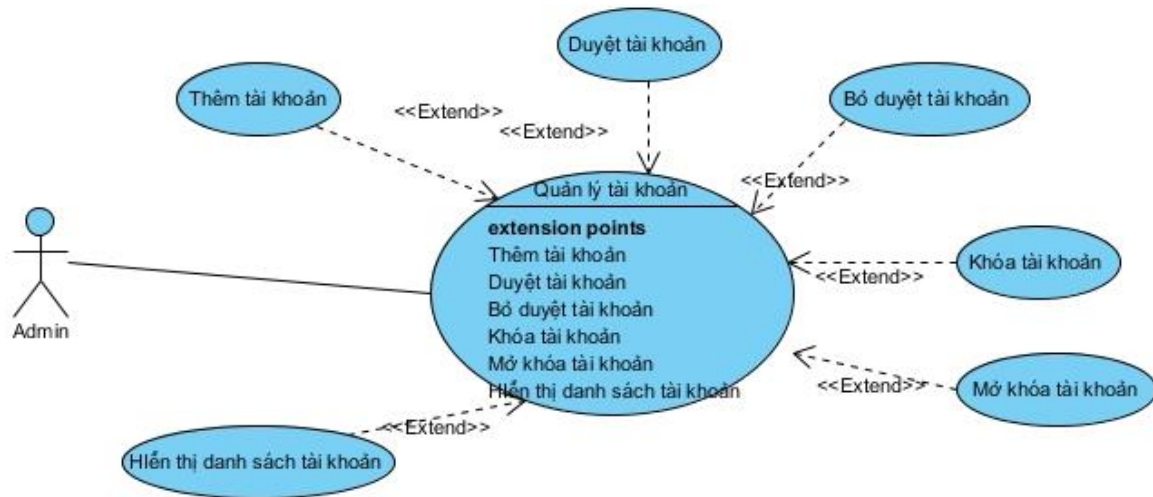 Duyệt tài khoản
Thêm tài khoản
Bỏ duyệt tài khoản
<<Extend>>
<<Extend>>
<<Extend>>
Quản lý tài khoản
extension points
Thêm tài khoản
Duyệt tài khoản
Bỏ duyệt tài khoản
Khóa tài khoản
Mở khóa tài khoản
HIển thị danh sách tài khoản
Khóa tài khoản
<<Extend>>
Admin
<<Extend>>
Mở khóa tài khoản
<<Extend>>
HIển thị danh sách tài khoản